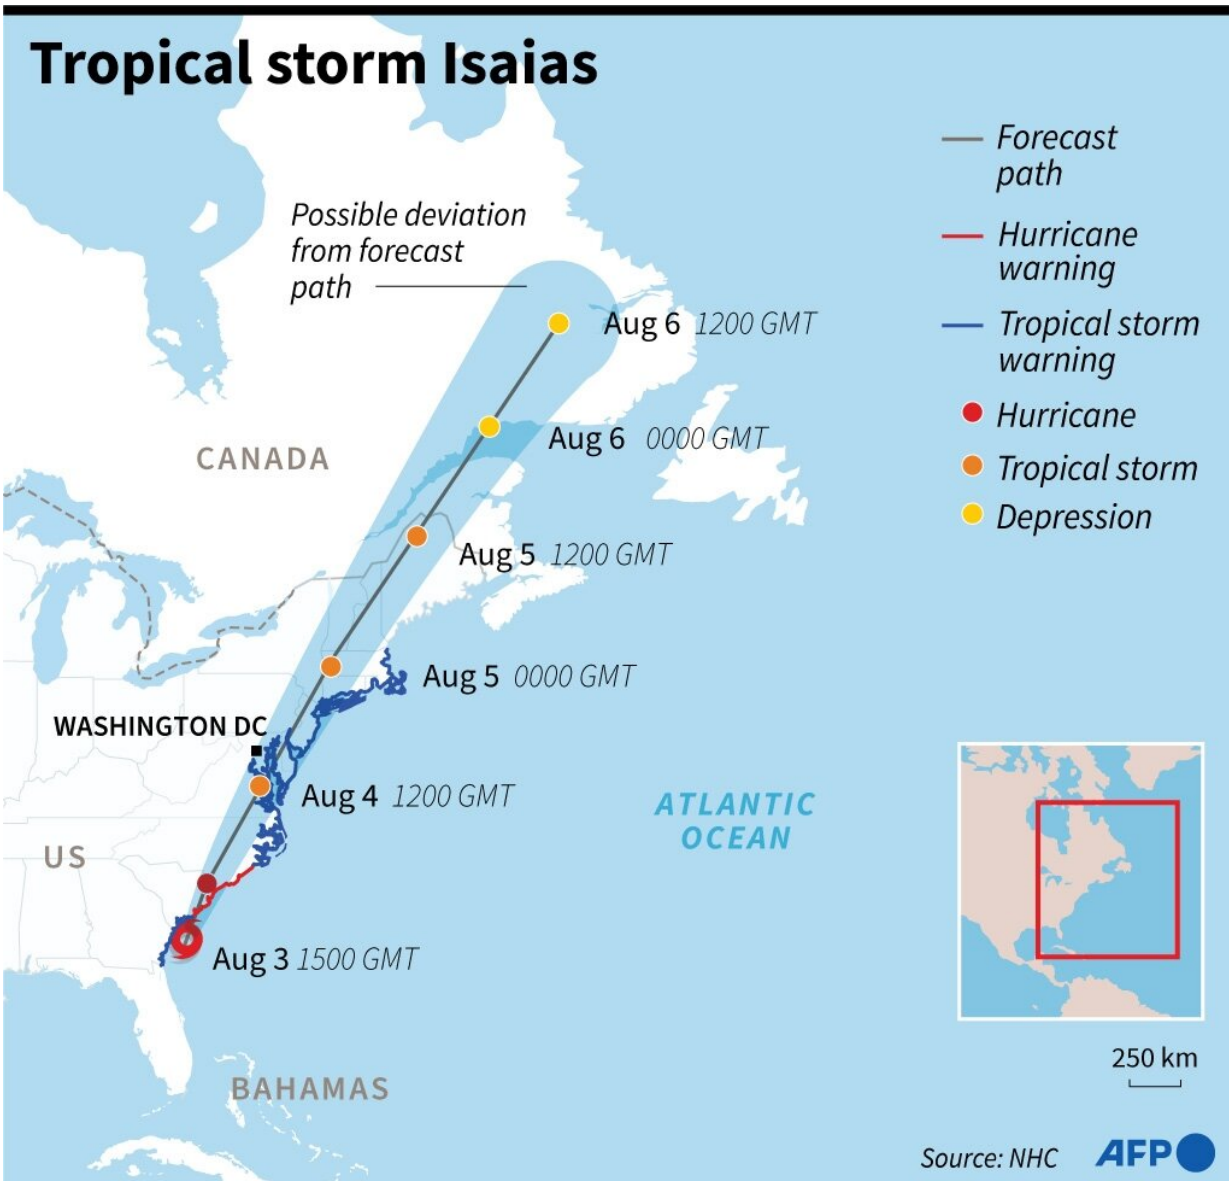 Tropical storm Isaias
Forecast
path
Hurricane
warning
Tropical storm
warning
Hurricane
Tropical storm
Depression
Possible deviation
from forecast
path
Aug 6 1200 GMT
Aug 6 0000 GMT
CANADA
Aug 5 1200 GMT
Aug 5 0000 GMT
WASHINGTON DC
Aug 4 1200 GMT
ATLANTIC
OCEAN
US
Aug 3 1500 GMT
BAHAMAS
250 km
Source: NHC
AFP